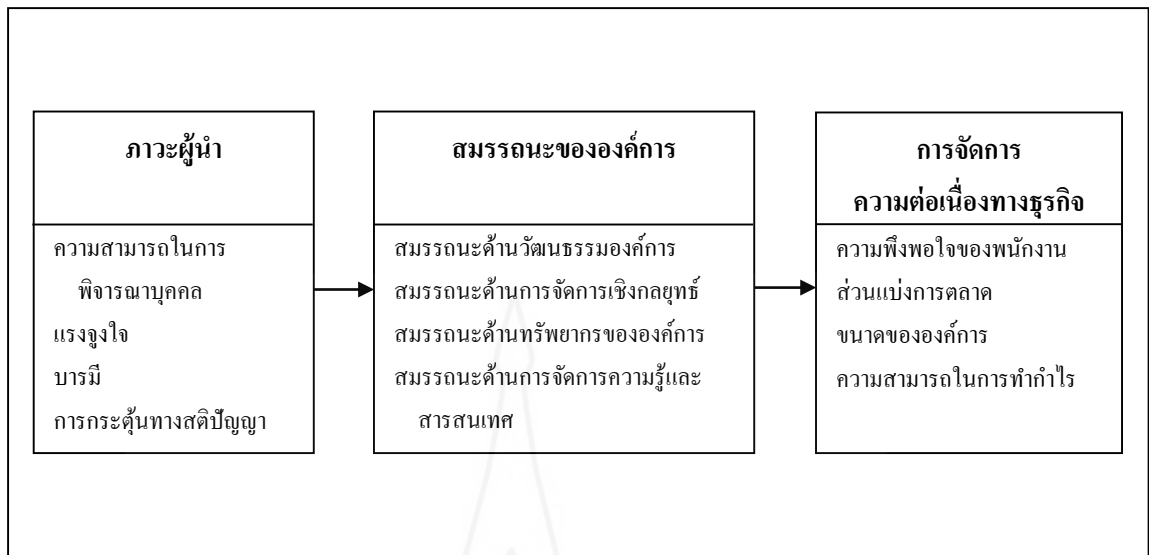 ภาวะผู้นำ
ความสามารถในการ
พิจารณาบุคคล
แรงจูงใจ
บารมี
การกระตุ้นทางสติปัญญา
สมรรถนะขององค์การ
สมรรถนะด้านวัฒนธรรมองค์การ
สมรรถนะด้านการจัดการเชิงกลยุทธ์
สมรรถนะด้านทรัพยากรขององค์การ
สมรรถนะด้านการจัดการความรู้และ
สารสนเทศ
การจัดการ
ความต่อเนื่องทางธุรกิจ
ความพึงพอใจของพนักงาน
ส่วนแบ่งการตลาด
ขนาดขององค์การ
ความสามารถในการทำกำไร